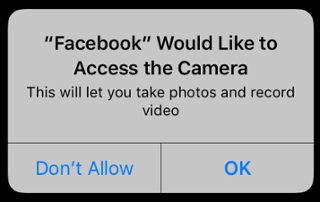 “Facebook” Would Like to
Access the Camera
This will let you take photos and record
video
Don’t Allow
OK